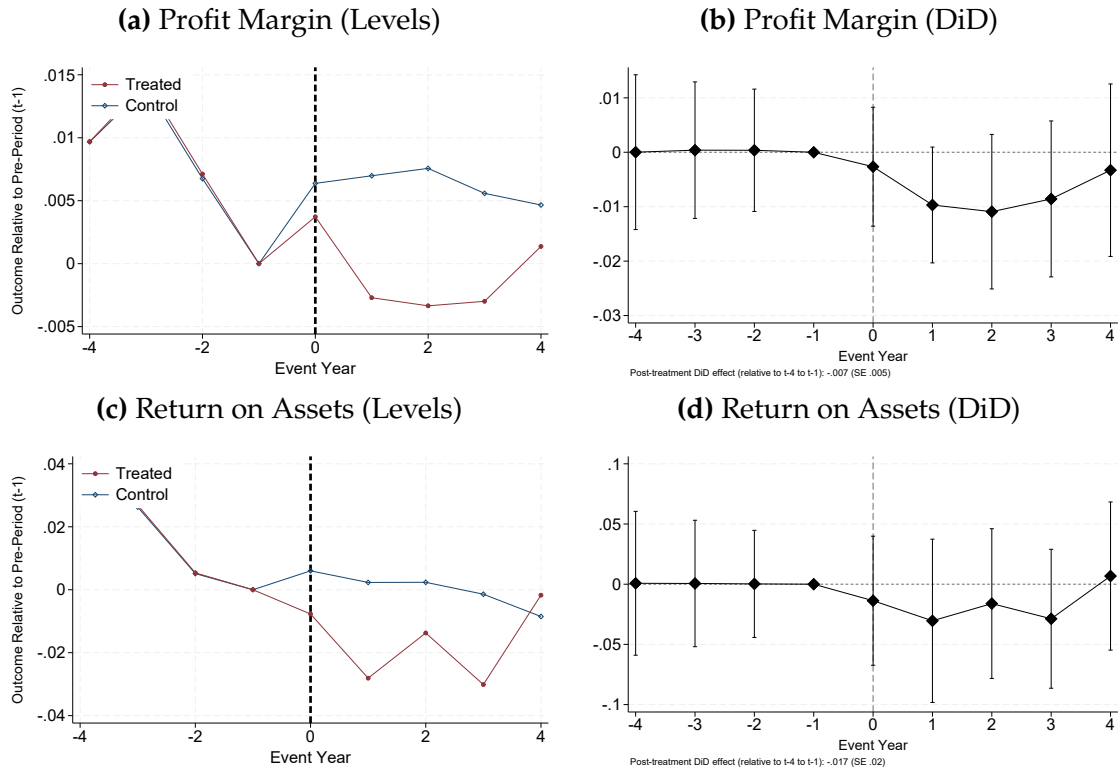 (a) Profit Margin (Levels)
(b) Profit Margin (DiD)
Outcome Relative to Pre-Period (t-1)
.015
.01
.005
0
-.005
Treated
Control
-4
-2
0
2
4
Event Year
.01
0
-.01
-.02
-.03
-4 -3 -2 -1 0 1 2 3 4
Event Year
Post-treatment DiD effect (relative to t-4 to t-1): -.007 (SE .005)
(c) Return on Assets (Levels)
(d) Return on Assets (DiD)
Outcome Relative to Pre-Period (t-1)
.04
.02
0
-.02
-.04
Treated
Control
-4
-2
0
2
4
Event Year
.1
.05
0
-.05
-.1
-4 -3 -2 -1 0 1 2 3 4
Event Year
Post-treatment DiD effect (relative to t-4 to t-1): -.017 (SE .02)